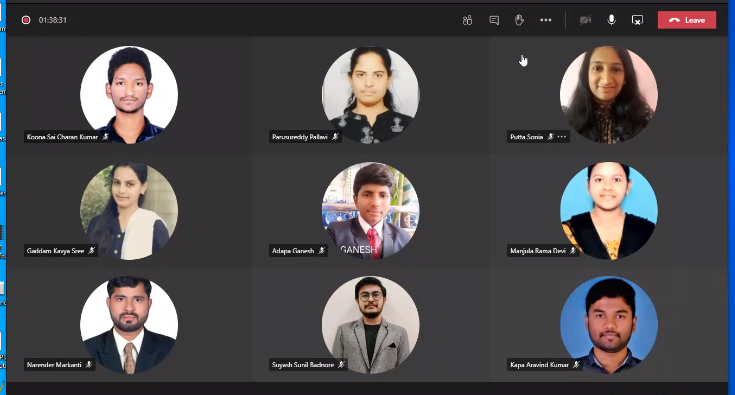 01:38:31
Leave
Koona Sai Charan Kumar
Parusureddy Pallavi
Putta Sonia
Gaddam Kavya Sree
Adapa Ganesh
GANESH
Manjula Rama Devi
Narender Markanti
Suyash Sunil Badnore
Kapa Aravind Kumar